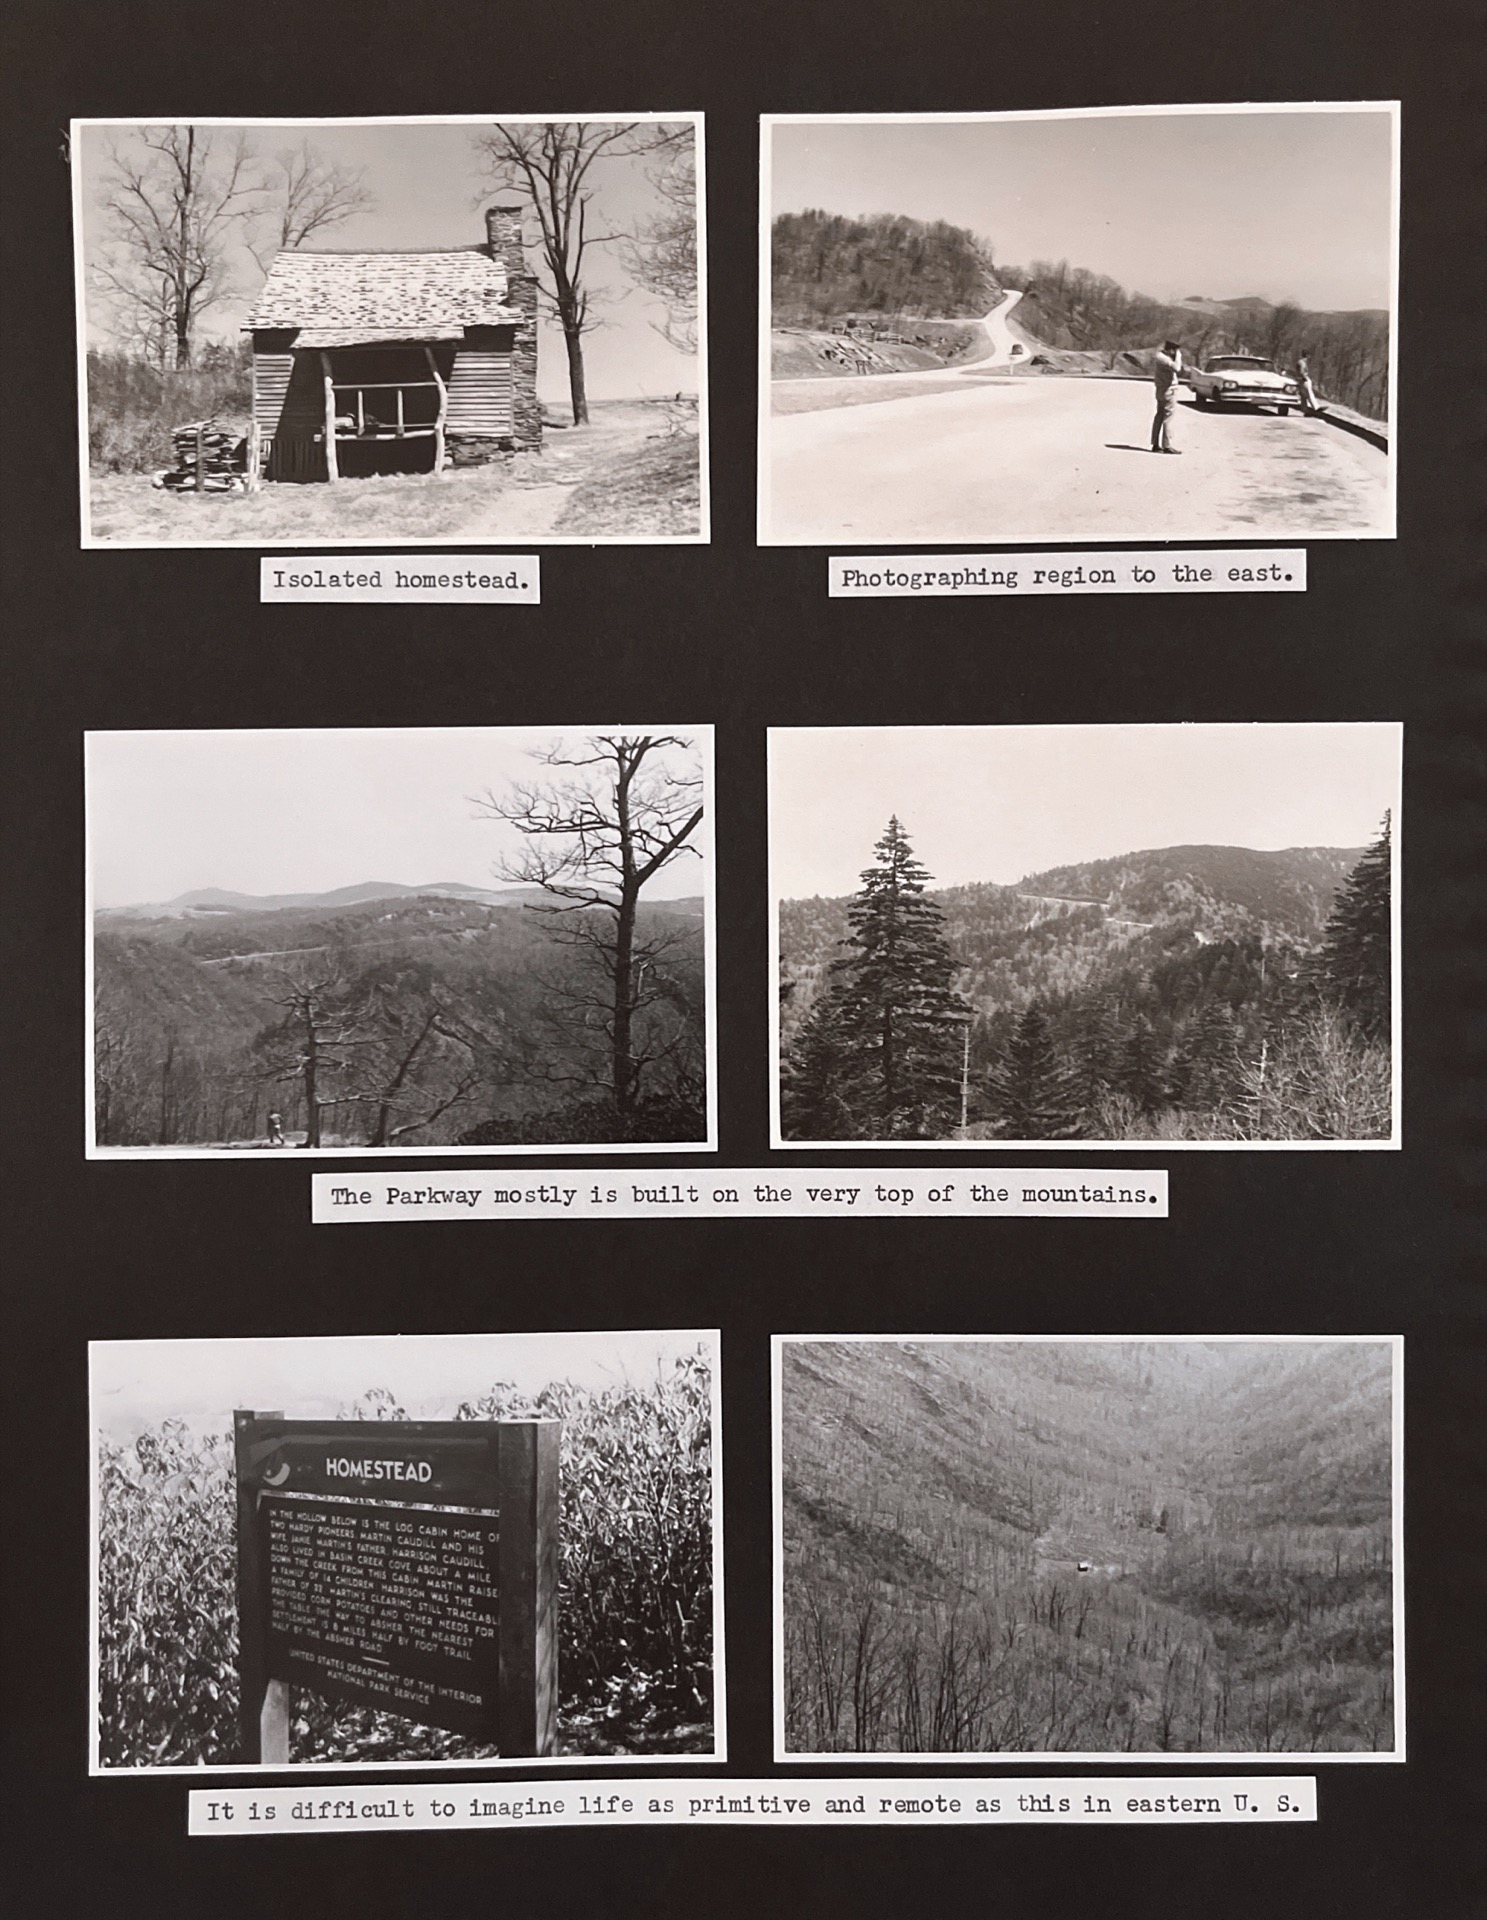 Isolated homestead.
Photographing region to the east.
The Parkway mostly is built on the very top of the mountains.
HOMESTEAD
IN THE HOLLOW BELOW IS THE LOG CABIN HOME OF
TWO HARDY PIONEERS, MARTIN CAUDILL AND HIS
WIFE JANIE MARTIN'S FATHER, HARRISON CAUDILL
ALSO LIVED IN BASIN CREEK COVE, ABOUT A MILE
DOWN THE CREEK FROM THIS CABIN. MARTIN RAISE
A FAMILY OF 14 CHILDREN HARRISON WAS THE
FATHER OF 22 MARTIN'S CLEARING, STILL TRACEABL
PROVIDED CORN POTATOES AND OTHER NEEDS FOR
THE TABLE THE WAY TO ABSHER THE NEAREST
SETTLEMENT IS 8 MILES HALF BY FOOT TRAIL
HALF BY THE ABSHER ROAD
UNITED STATES DEPARTMENT OF THE INTERIOR
NATIONAL PARK SERVICE
It is difficult to imagine life as primitive and remote as this in eastern U. S.